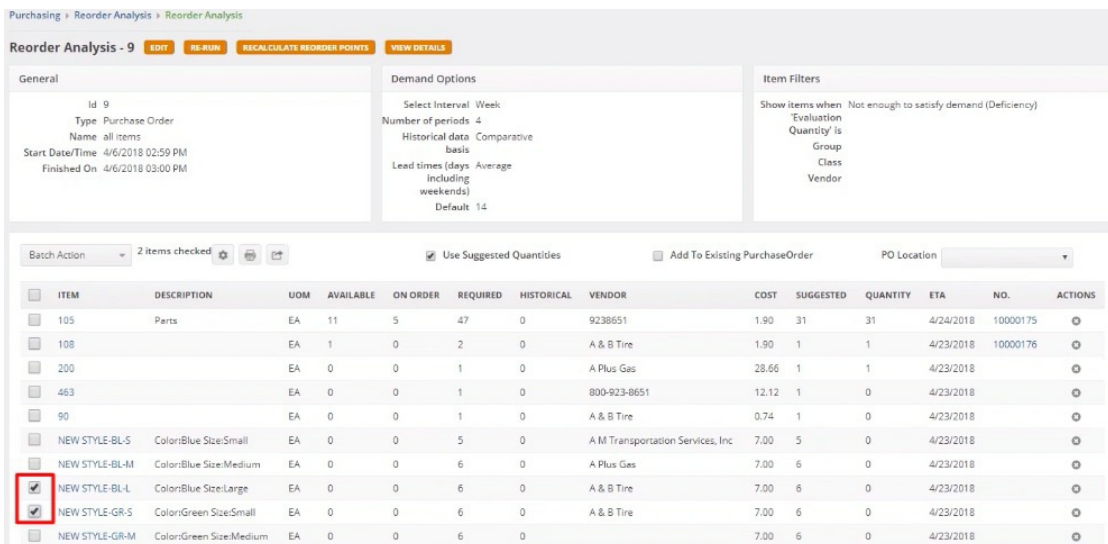 Purchasing › Reorder Analysis › Reorder Analysis
Reorder Analysis - 9 EDIT RE-RUN RECALCULATE REORDER POINTS VIEW DETAILS
General
Id 9
Type Purchase Order
Name all items
Start Date/Time 4/6/2018 02:59 PM
Finished On 4/6/2018 03:00 PM
Demand Options
Select Interval Week
Number of periods 4
Historical data basis Comparative
Lead times (days including weekends) Average
Default 14
Item Filters
Show items when 'Evaluation Quantity' is Not enough to satisfy demand (Deficiency)
Group
Class
Vendor
Batch Action 2 items checked Use Suggested Quantities Add To Existing PurchaseOrder PO Location
ITEM DESCRIPTION UOM AVAILABLE ON ORDER REQUIRED HISTORICAL VENDOR COST SUGGESTED QUANTITY ETA NO. ACTIONS
105 Parts EA 11 5 47 0 9238651 1.90 31 31 4/24/2018 10000175
108 EA 1 0 2 0 A & B Tire 1.90 1 1 4/23/2018 10000176
200 EA 0 0 1 0 A Plus Gas 28.66 1 1 4/23/2018
463 EA 0 0 1 0 800-923-8651 12.12 1 0 4/23/2018
90 EA 0 0 1 0 A & B Tire 0.74 1 0 4/23/2018
NEW STYLE-BL-S Color:Blue Size:Small EA 0 0 5 0 A M Transportation Services, Inc 7.00 5 0 4/23/2018
NEW STYLE-BL-M Color:Blue Size:Medium EA 0 0 6 0 A Plus Gas 7.00 6 0 4/23/2018
NEW STYLE-BL-L Color:Blue Size:Large EA 0 0 6 0 A & B Tire 7.00 6 0 4/23/2018
NEW STYLE-GR-S Color:Green Size:Small EA 0 0 6 0 A & B Tire 7.00 6 0 4/23/2018
NEW STYLE-GR-M Color:Green Size:Medium EA 0 0 6 0 7.00 6 0 4/23/2018